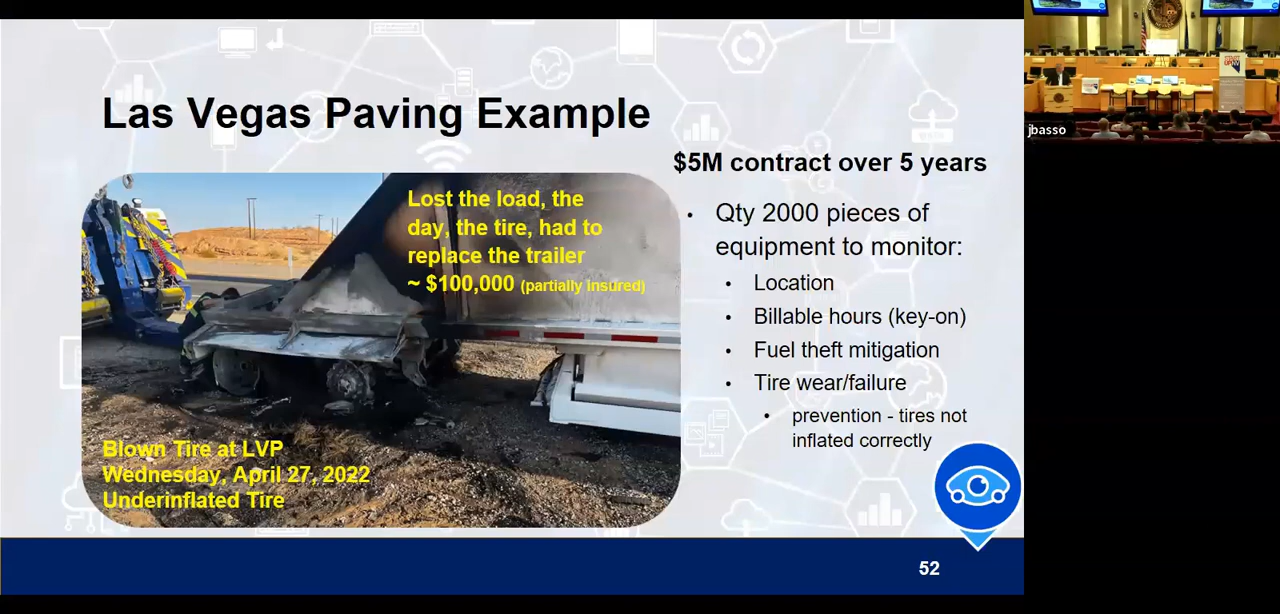 Las Vegas Paving Example
Lost the load, the
day, the tire, had to
replace the trailer
~ $100,000 (partially insured)
Blown Tire at LVP
Wednesday, April 27, 2022
Underinflated Tire
$5M contract over 5 years
• Qty 2000 pieces of
equipment to monitor:
• Location
• Billable hours (key-on)
• Fuel theft mitigation
• Tire wear/failure
• prevention - tires not
inflated correctly
52
jbasso